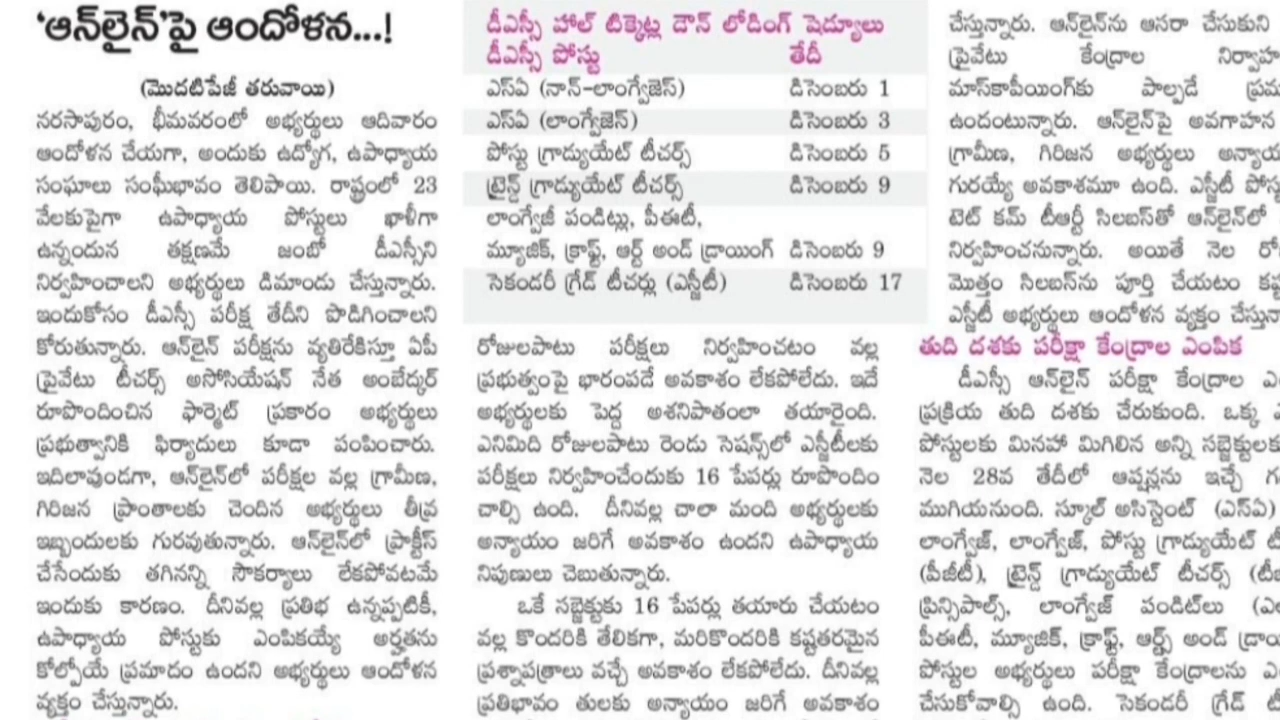 ‘ఆన్‌లైన్’పై ఆందోళన...!
(మొదటిపేజీ తరువాయి)
నరసాపురం, భీమవరంలో అభ్యర్థులు ఆదివారం
ఆందోళన చేయగా, అందుకు ఉద్యోగ, ఉపాధ్యాయ
సంఘాలు సంఘీభావం తెలిపాయి. రాష్ట్రంలో 23
వేలకుపైగా ఉపాధ్యాయ పోస్టులు ఖాళీగా
ఉన్నందున తక్షణమే జంబో డీఎస్సీని
నిర్వహించాలని అభ్యర్థులు డిమాండు చేస్తున్నారు.
ఇందుకోసం డీఎస్సీ పరీక్ష తేదీని పొడిగించాలని
కోరుతున్నారు. ఆన్‌లైన్ పరీక్షను వ్యతిరేకిస్తూ ఏపీ
ప్రైవేటు టీచర్స్ అసోసియేషన్ నేత అంబేద్కర్
రూపొందించిన ఫార్మెట్ ప్రకారం అభ్యర్థులు
ప్రభుత్వానికి ఫిర్యాదులు కూడా పంపించారు.
ఇదిలావుండగా, ఆన్‌లైన్‌లో పరీక్షల వల్ల గ్రామీణ,
గిరిజన ప్రాంతాలకు చెందిన అభ్యర్థులు తీవ్ర
ఇబ్బందులకు గురవుతున్నారు. ఆన్‌లైన్‌లో ప్రాక్టీస్
చేసేందుకు తగినన్ని సౌకర్యాలు లేకపోవటమే
ఇందుకు కారణం. దీనివల్ల ప్రతిభ ఉన్నప్పటికీ,
ఉపాధ్యాయ పోస్టుకు ఎంపికయ్యే అర్హతను
కోల్పోయే ప్రమాదం ఉందని అభ్యర్థులు ఆందోళన
వ్యక్తం చేస్తున్నారు.
డీఎస్సీ హాల్ టిక్కెట్ల డౌన్ లోడింగ్ షెడ్యూలు
డీఎస్సీ పోస్టు తేదీ
ఎస్ఏ (నాన్-లాంగ్వేజెస్) డిసెంబరు 1
ఎస్ఏ (లాంగ్వేజెస్) డిసెంబరు 3
పోస్టు గ్రాడ్యుయేట్ టీచర్స్ డిసెంబరు 5
ట్రైన్డ్ గ్రాడ్యుయేట్ టీచర్స్ డిసెంబరు 9
లాంగ్వేజీ పండిట్లు, పీఈటీ,
మ్యూజిక్, క్రాఫ్ట్, ఆర్ట్ అండ్ డ్రాయింగ్ డిసెంబరు 9
సెకండరీ గ్రేడ్ టీచర్లు (ఎస్జీటీ) డిసెంబరు 17
రోజులపాటు పరీక్షలు నిర్వహించటం వల్ల
ప్రభుత్వంపై భారంపడే అవకాశం లేకపోలేదు. ఇదే
అభ్యర్థులకు పెద్ద అశనిపాతంలా తయారైంది.
ఎనిమిది రోజులపాటు రెండు సెషన్స్‌లో ఎస్జీటీలకు
పరీక్షలు నిర్వహించేందుకు 16 పేపర్లు రూపొందిం
చాల్సి ఉంది. దీనివల్ల చాలా మంది అభ్యర్థులకు
అన్యాయం జరిగే అవకాశం ఉందని ఉపాధ్యాయ
నిపుణులు చెబుతున్నారు.
ఒకే సబ్జెక్టుకు 16 పేపర్లు తయారు చేయటం
వల్ల కొందరికి తేలికగా, మరికొందరికి కష్టతరమైన
ప్రశ్నాపత్రాలు వచ్చే అవకాశం లేకపోలేదు. దీనివల్ల
ప్రతిభావం తులకు అన్యాయం జరిగే అవకాశం
చేస్తున్నారు. ఆన్‌లైన్‌ను ఆసరా చేసుకుని
ప్రైవేటు కేంద్రాల నిర్వాహ
మాస్‌కాపీయింగ్‌కు పాల్పడే ప్రమ
ఉందంటున్నారు. ఆన్‌లైన్‌పై అవగాహన
గ్రామీణ, గిరిజన అభ్యర్థులు అన్యాయ
గురయ్యే అవకాశమూ ఉంది. ఎస్జీటీ పోస్టు
టెట్ కమ్ టీఆర్టీ సిలబస్‌తో ఆన్‌లైన్‌లో
నిర్వహించనున్నారు. అయితే నెల రో
మొత్తం సిలబస్‌ను పూర్తి చేయటం కష్ట
ఎస్జీటీ అభ్యర్థులు ఆందోళన వ్యక్తం చేస్తున్నా
తుది దశకు పరీక్షా కేంద్రాల ఎంపిక
డీఎస్సీ ఆన్‌లైన్ పరీక్షా కేంద్రాల ఎం
ప్రక్రియ తుది దశకు చేరుకుంది. ఒక్క
పోస్టులకు మినహా మిగిలిన అన్ని సబ్జెక్టులక
నెల 28వ తేదీలో ఆప్షన్లను ఇచ్చే గ
ముగియనుంది. స్కూల్ అసిస్టెంట్ (ఎస్ఏ)
లాంగ్వేజ్, లాంగ్వేజ్, పోస్టు గ్రాడ్యుయేట్ టీ
(పీజీటీ), ట్రైన్డ్ గ్రాడ్యుయేట్ టీచర్స్ (టీజ
ప్రిన్సిపాల్స్, లాంగ్వేజ్ పండిట్‌లు (ఎ
పీఈటీ, మ్యూజిక్, క్రాఫ్ట్, ఆర్ట్స్ అండ్ డ్రాం
పోస్టుల అభ్యర్థులు పరీక్షా కేంద్రాలను ఎ
చేసుకోవాల్సి ఉంది. సెకండరీ గ్రేడ్ టీ